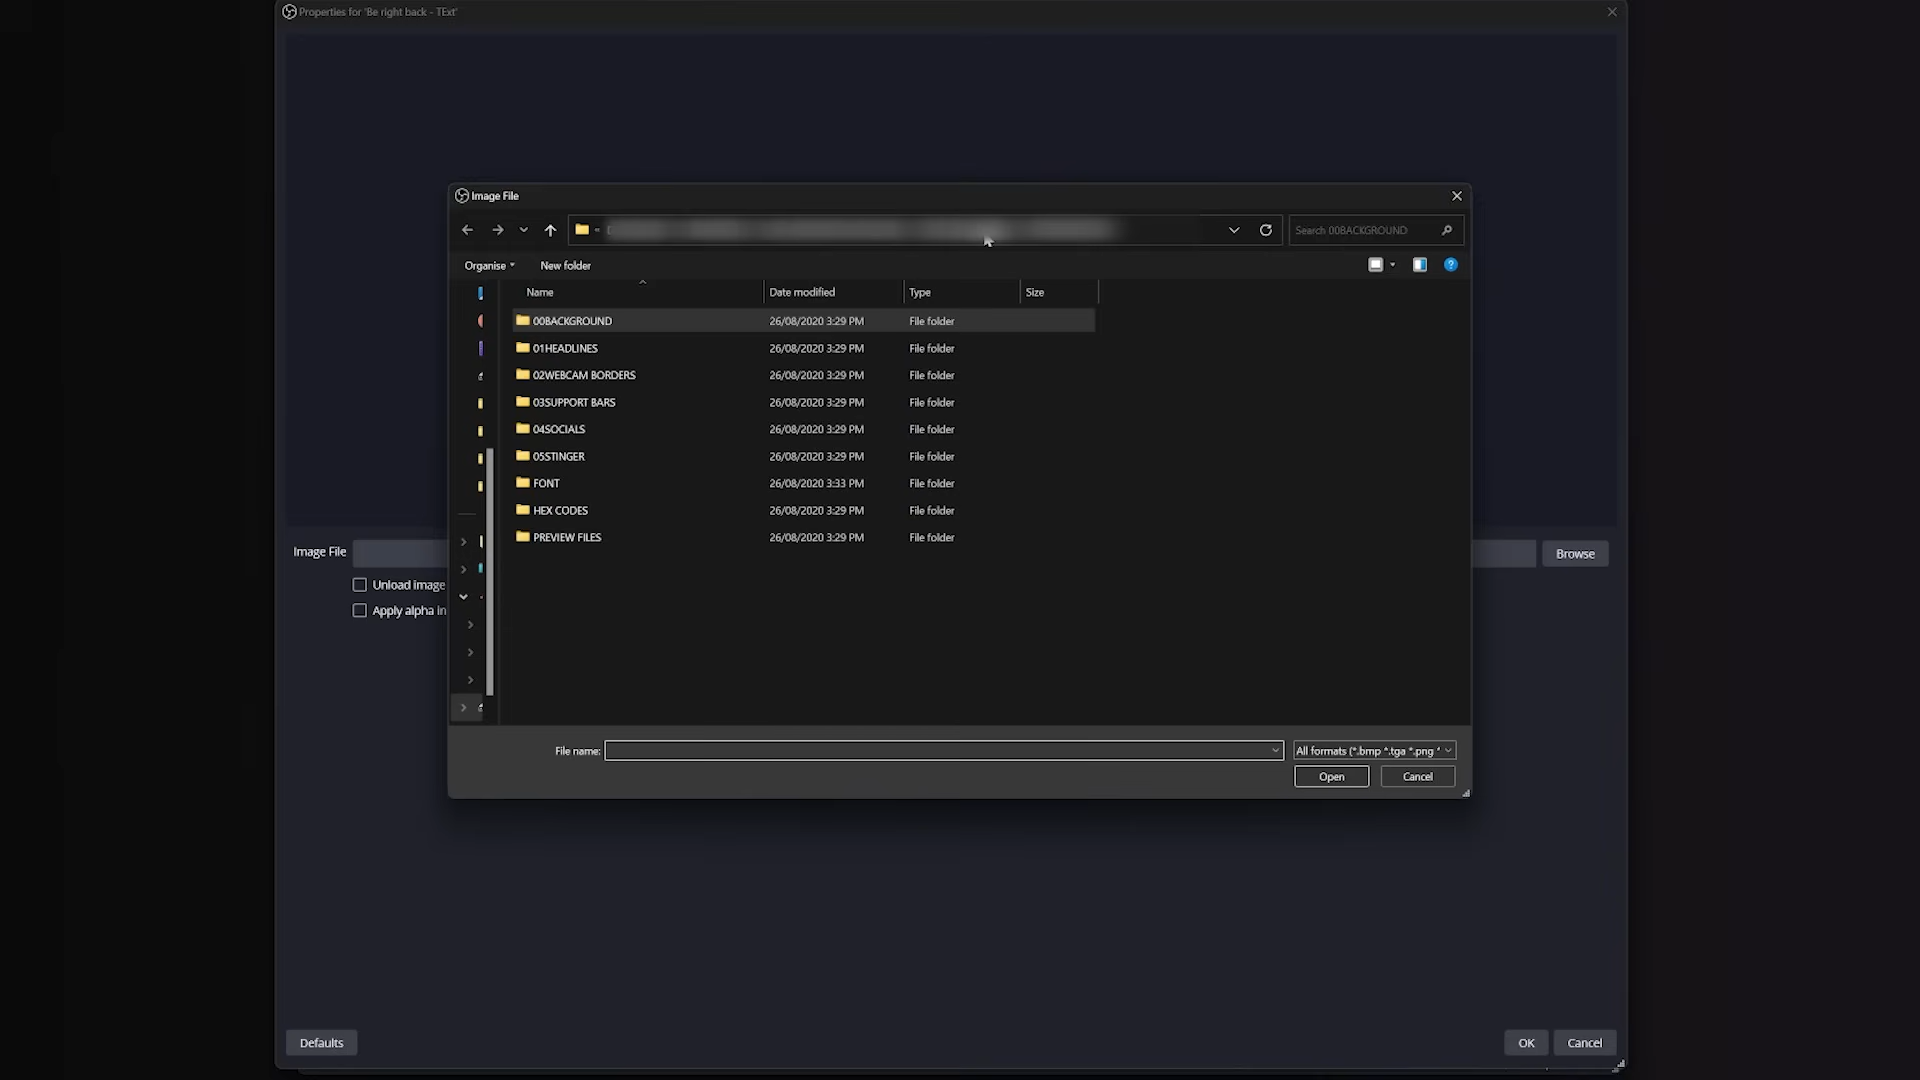 Properties for 'Be right back - TExt'
Image File
Search 00BACKGROUND
Organise
New folder
Name Date modified Type Size
00BACKGROUND 26/08/2020 3:29 PM File folder
01HEADLINES 26/08/2020 3:29 PM File folder
02WEBCAM BORDERS 26/08/2020 3:29 PM File folder
03SUPPORT BARS 26/08/2020 3:29 PM File folder
04SOCIALS 26/08/2020 3:29 PM File folder
05STINGER 26/08/2020 3:29 PM File folder
FONT 26/08/2020 3:33 PM File folder
HEX CODES 26/08/2020 3:29 PM File folder
PREVIEW FILES 26/08/2020 3:29 PM File folder
Image File
Browse
Unload image
Apply alpha in
File name:
All formats (*.bmp *.tga *.png *
Open
Cancel
Defaults
OK
Cancel